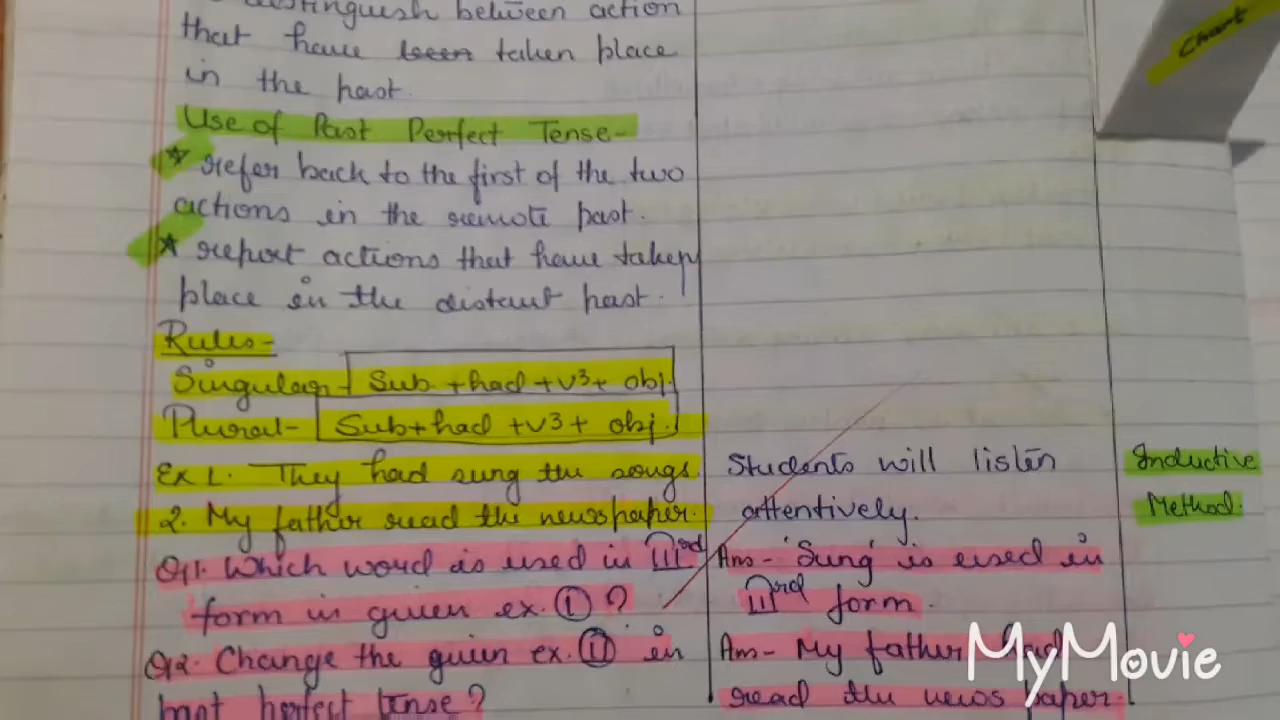 distinguish between action
that have been taken place
in the past.
Use of Past Perfect Tense-
refer back to the first of the two
actions in the remote past.
report actions that have taken
place in the distant past.
Rules-
Singular- Sub + had + V3 + obj.
Plural- Sub + had + V3 + obj.
Ex 1. They had sung the songs.
2. My father read the newspaper.
Q1. Which word is used in IIIrd
form in given ex. (I) ?
Q2. Change the given ex. (II) in
past perfect tense?
Students will listen
attentively.
Ans- 'Sung' is used in
IIIrd form.
Ans- My father had
read the news paper.
Chart
Inductive
Method.
MyMovie